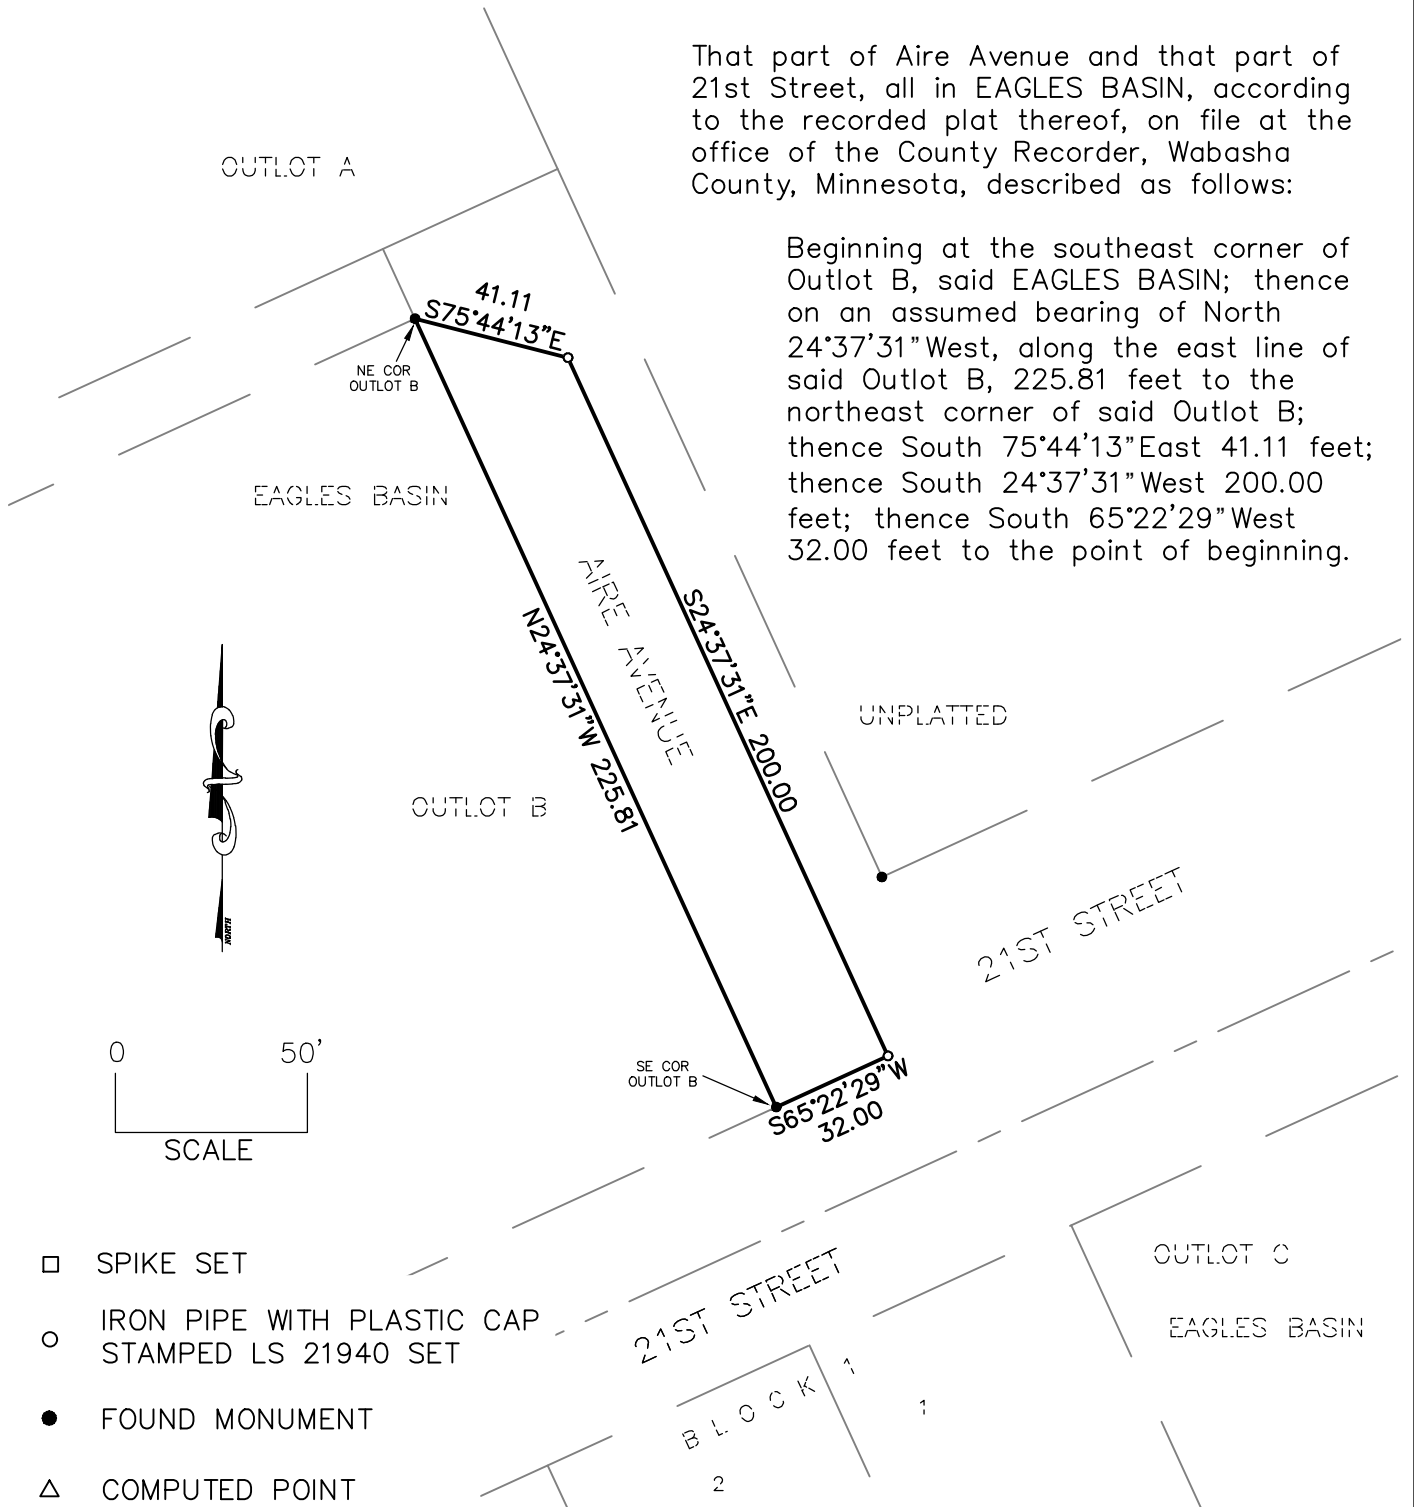 That part of Aire Avenue and that part of
21st Street, all in EAGLES BASIN, according
to the recorded plat thereof, on file at the
office of the County Recorder, Wabasha
County, Minnesota, described as follows:
Beginning at the southeast corner of
Outlot B, said EAGLES BASIN; thence
on an assumed bearing of North
24°37'31"West, along the east line of
said Outlot B, 225.81 feet to the
northeast corner of said Outlot B;
thence South 75°44'13"East 41.11 feet;
thence South 24°37'31"West 200.00
feet; thence South 65°22'29"West
32.00 feet to the point of beginning.
OUTLOT A
41.11
S75°44'13"E
NE COR
OUTLOT B
EAGLES BASIN
AIRE AVENUE
N24°37'31"W 225.81
S24°37'31"E 200.00
UNPLATTED
OUTLOT B
NORTH
21ST STREET
0 50'
SCALE
SE COR
OUTLOT B
S65°22'29"W
32.00
21ST STREET
OUTLOT C
EAGLES BASIN
BLOCK 1
1
2
SPIKE SET
IRON PIPE WITH PLASTIC CAP
STAMPED LS 21940 SET
FOUND MONUMENT
COMPUTED POINT